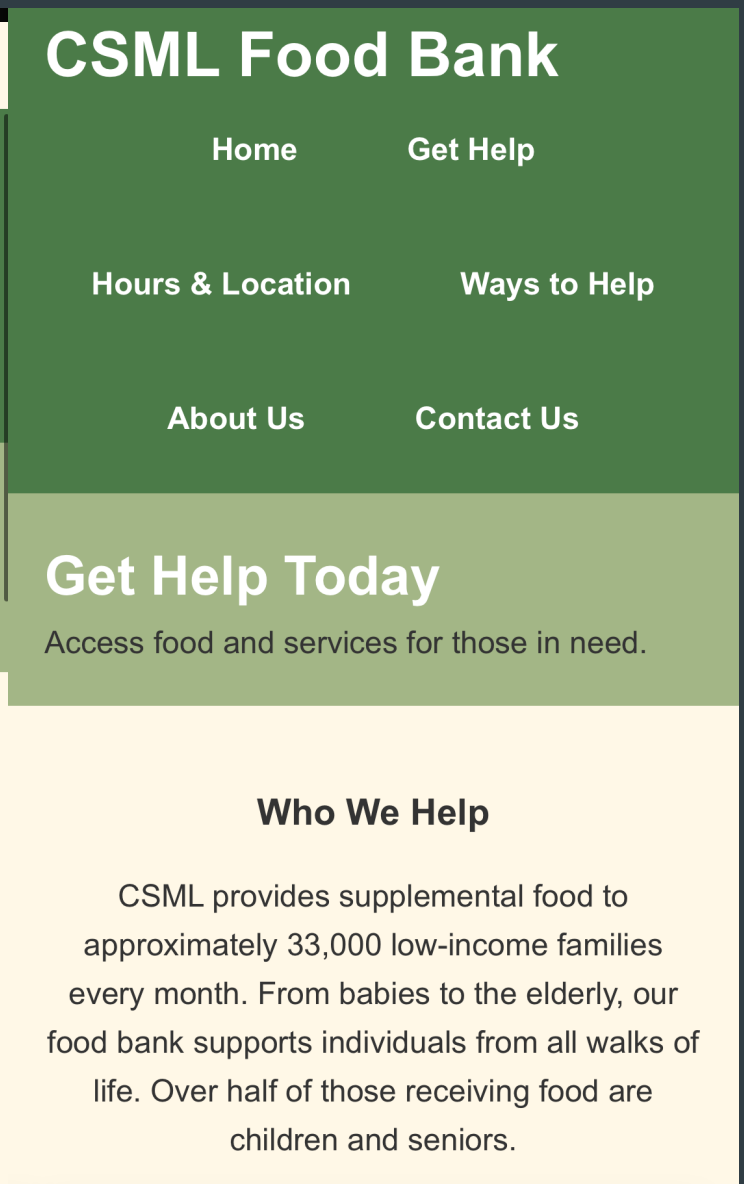 CSML Food Bank
Home Get Help
Hours & Location Ways to Help
About Us Contact Us
Get Help Today
Access food and services for those in need.
Who We Help
CSML provides supplemental food to
approximately 33,000 low-income families
every month. From babies to the elderly, our
food bank supports individuals from all walks of
life. Over half of those receiving food are
children and seniors.